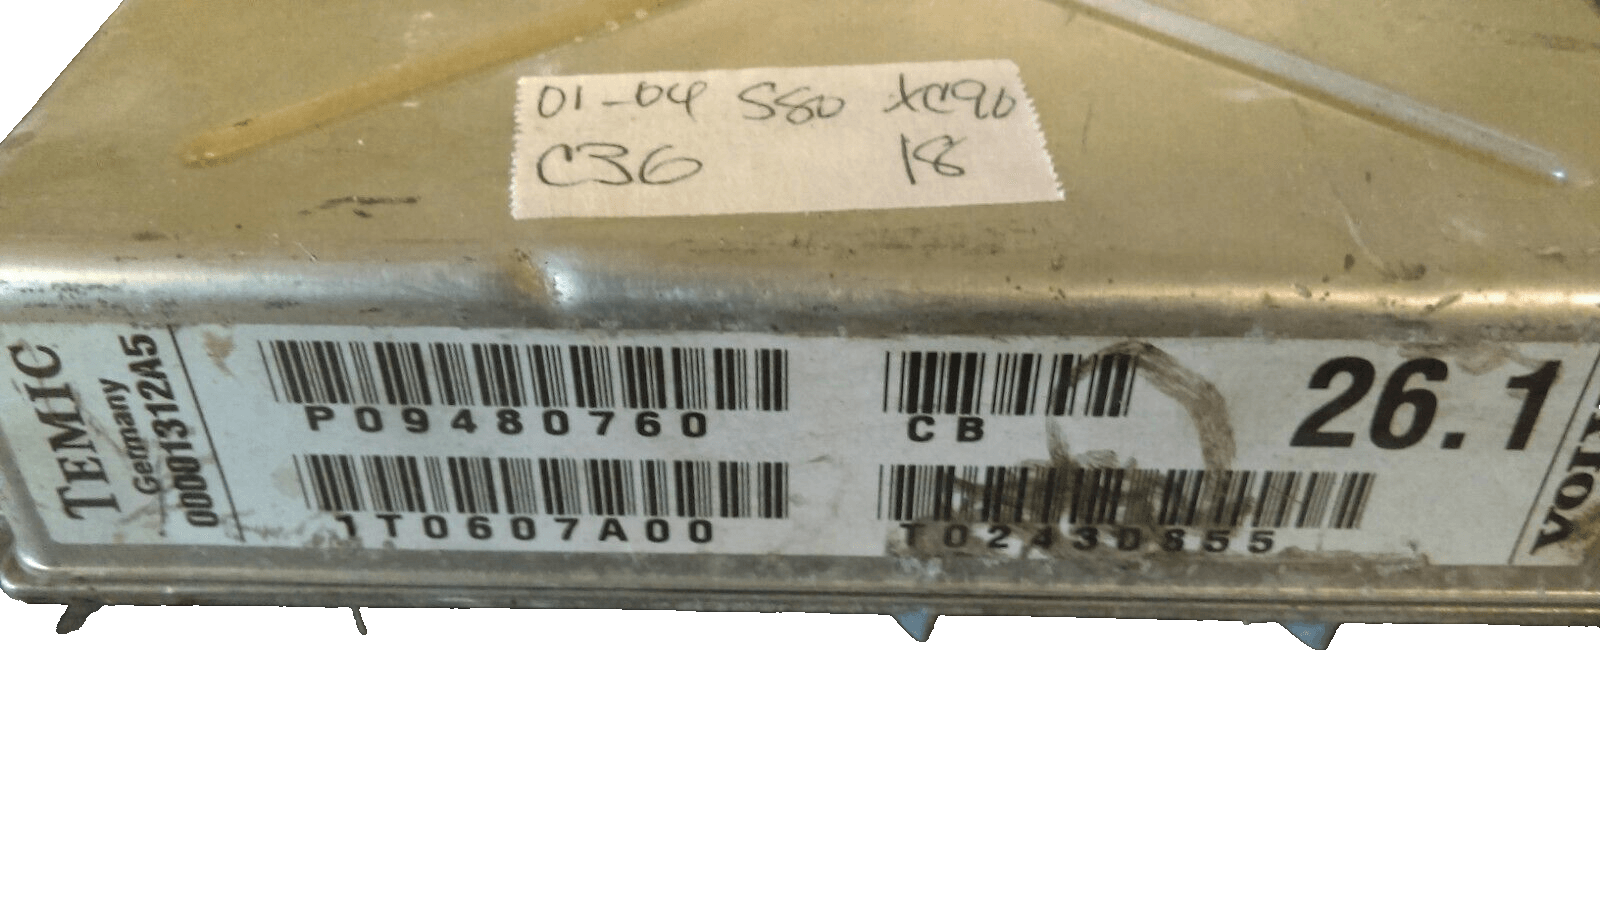 01-04 S80 XC90
C36 18
TEMIC
Germany
00001312A5
P09480760
CB
26.1
1T0607A00
T02430855